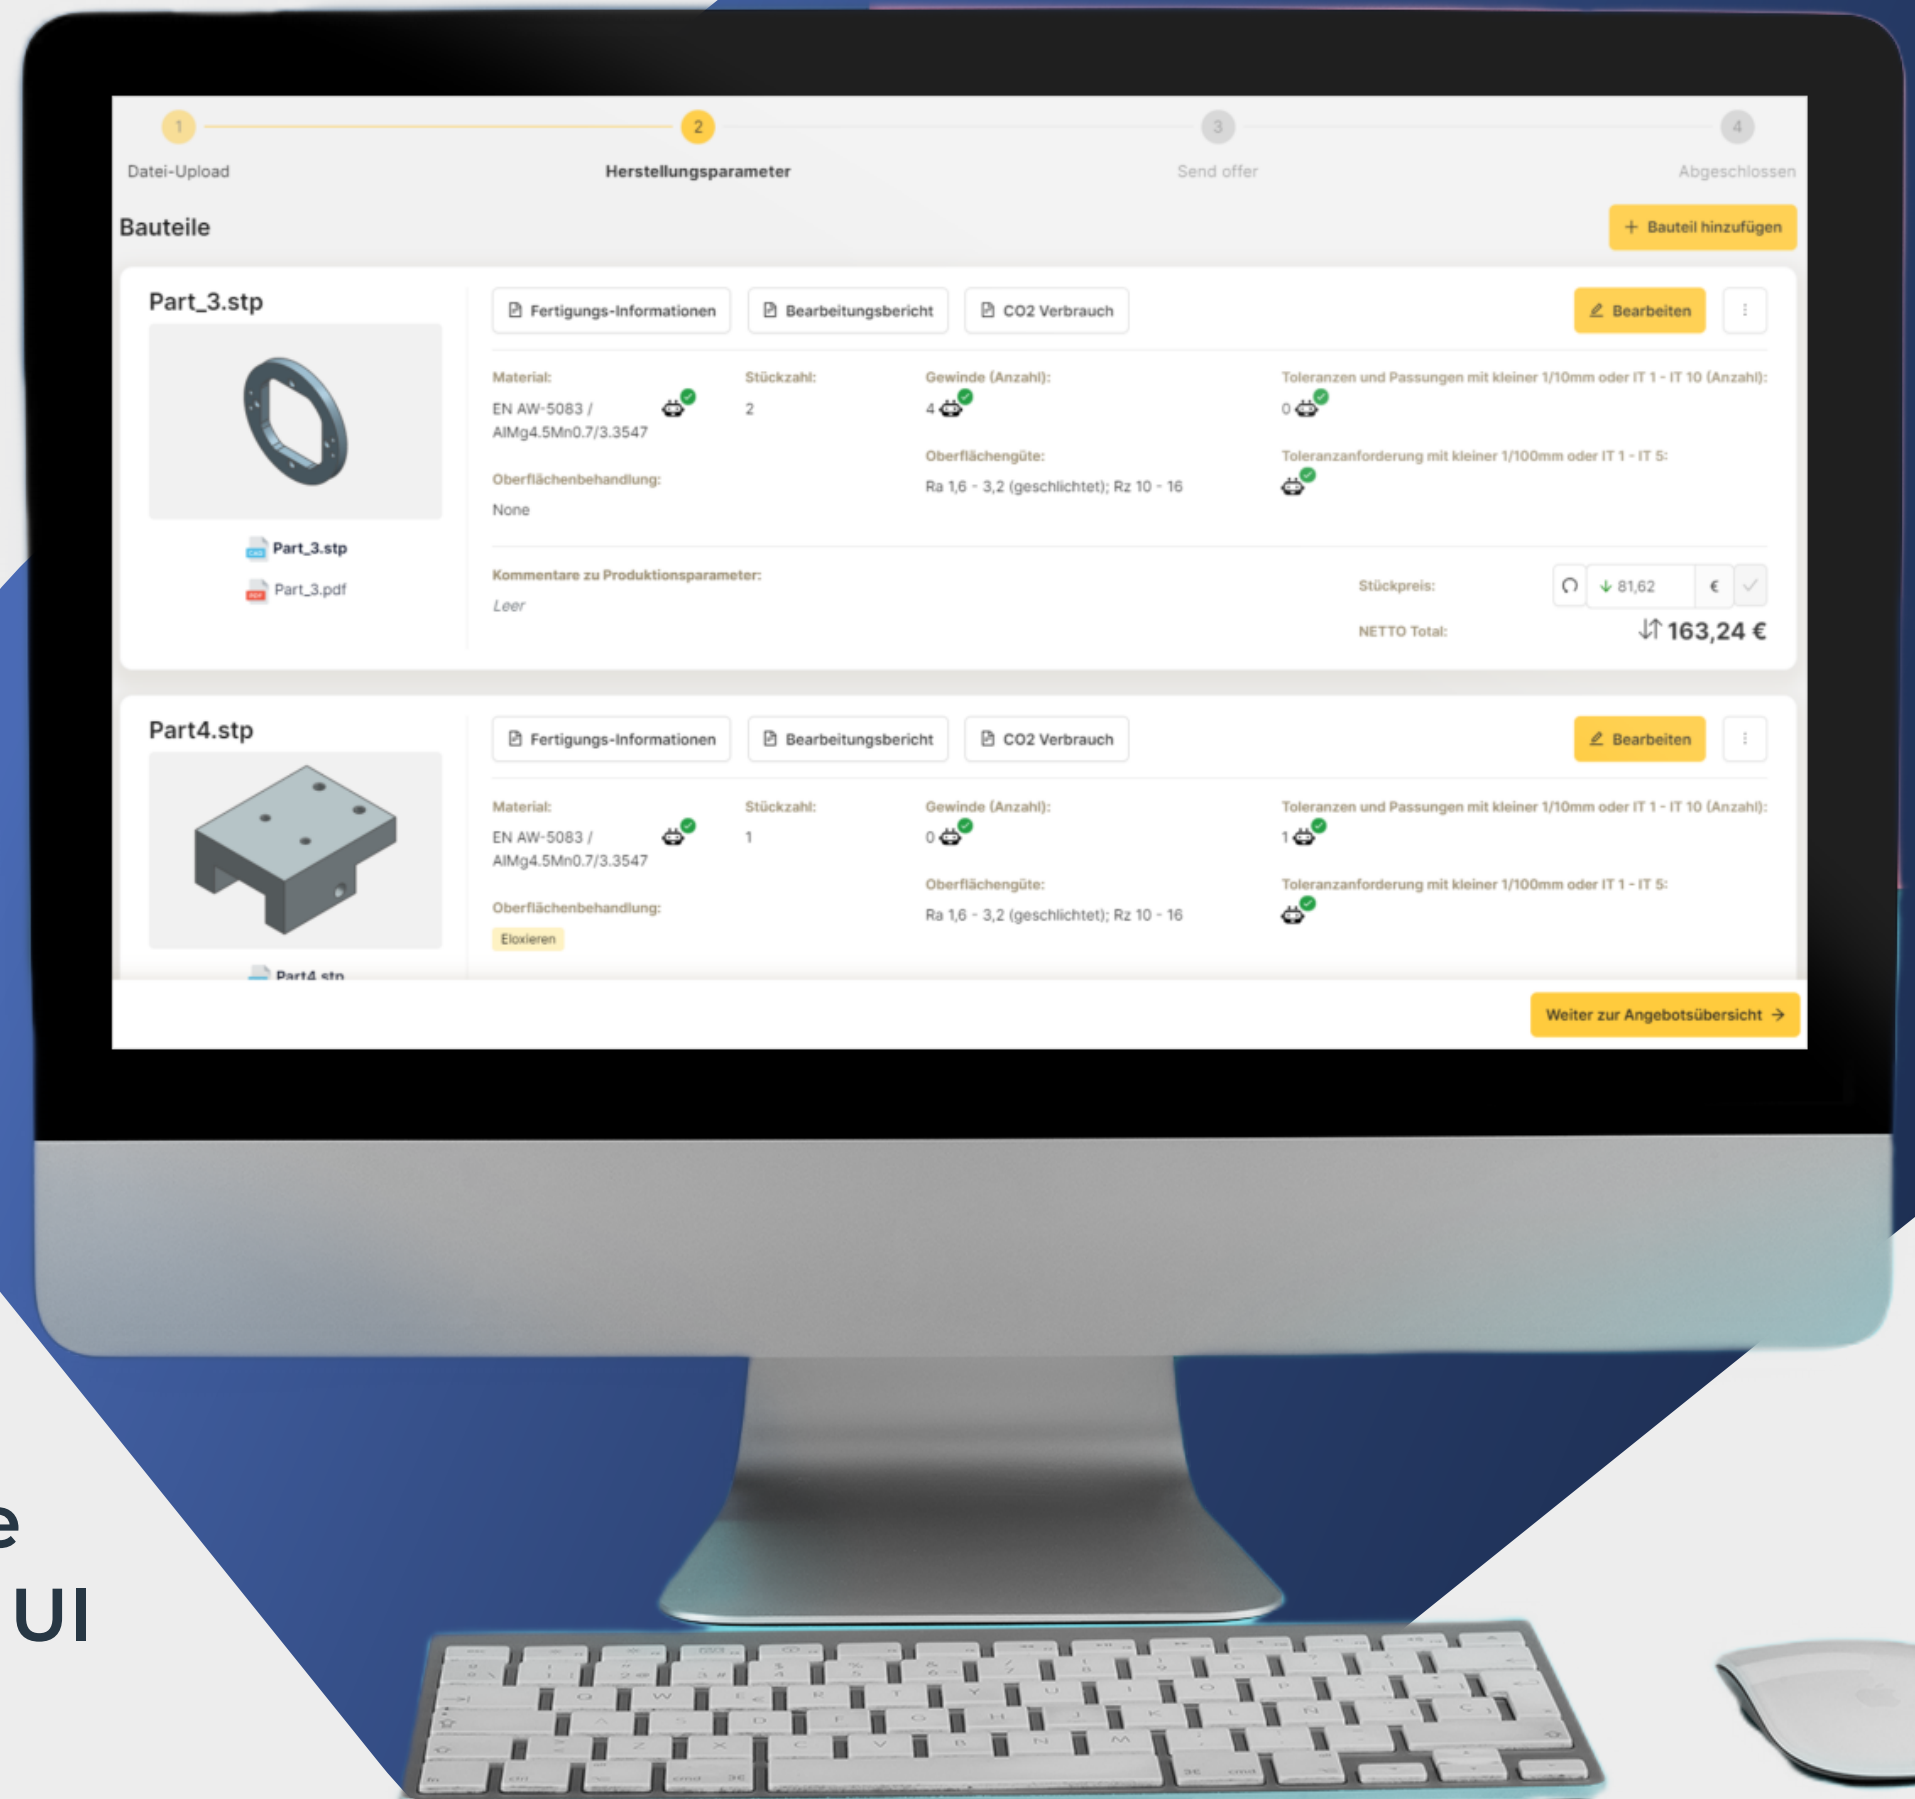 1
2
3
4
Datei-Upload
Herstellungsparameter
Send offer
Abgeschlossen
Bauteile
+ Bauteil hinzufügen
Part_3.stp
Fertigungs-Informationen
Bearbeitungsbericht
CO2 Verbrauch
Bearbeiten
Material:
Stückzahl:
Gewinde (Anzahl):
Toleranzen und Passungen mit kleiner 1/10mm oder IT 1 - IT 10 (Anzahl):
EN AW-5083 /
AlMg4.5Mn0.7/3.3547
2
4
0
Oberflächenbehandlung:
None
Oberflächengüte:
Ra 1,6 - 3,2 (geschlichtet); Rz 10 - 16
Toleranzanforderung mit kleiner 1/100mm oder IT 1 - IT 5:
CAD Part_3.stp
PDF Part_3.pdf
Kommentare zu Produktionsparameter:
Leer
Stückpreis:
↓ 81,62 €
NETTO Total:
163,24 €
Part4.stp
Fertigungs-Informationen
Bearbeitungsbericht
CO2 Verbrauch
Bearbeiten
Material:
Stückzahl:
Gewinde (Anzahl):
Toleranzen und Passungen mit kleiner 1/10mm oder IT 1 - IT 10 (Anzahl):
EN AW-5083 /
AlMg4.5Mn0.7/3.3547
1
0
1
Oberflächenbehandlung:
Eloxieren
Oberflächengüte:
Ra 1,6 - 3,2 (geschlichtet); Rz 10 - 16
Toleranzanforderung mit kleiner 1/100mm oder IT 1 - IT 5:
Part4.stp
Weiter zur Angebotsübersicht →
e
UI